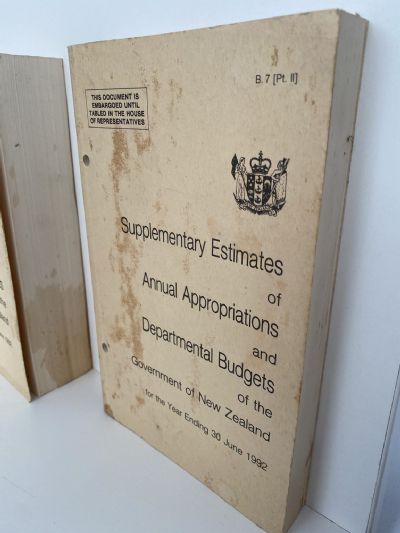 B. 7 [Pt. II]
THIS DOCUMENT IS
EMBARGOED UNTIL
TABLED IN THE HOUSE
OF REPRESENTATIVES
Supplementary Estimates
of
Annual Appropriations
and
Departmental Budgets
of the
Government of New Zealand
for the Year Ending 30 June 1992